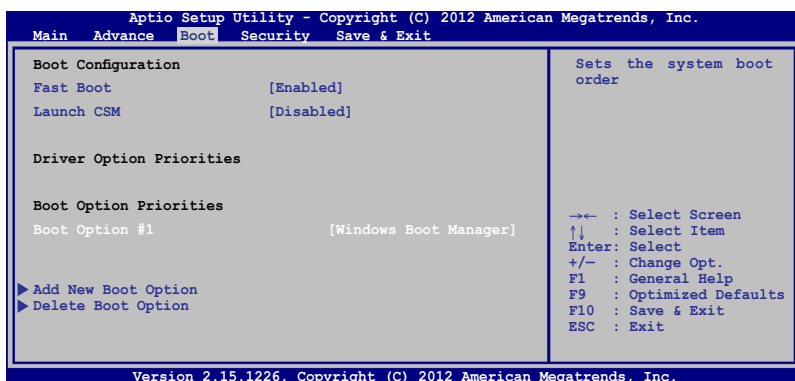 Aptio Setup Utility - Copyright (C) 2012 American Megatrends, Inc.
Main Advance Boot Security Save & Exit
Boot Configuration
Fast Boot [Enabled]
Launch CSM [Disabled]
Driver Option Priorities
Boot Option Priorities
Boot Option #1 [Windows Boot Manager]
Add New Boot Option
Delete Boot Option
Sets the system boot
order
→← : Select Screen
↑↓ : Select Item
Enter: Select
+/— : Change Opt.
F1 : General Help
F9 : Optimized Defaults
F10 : Save & Exit
ESC : Exit
Version 2.15.1226. Copyright (C) 2012 American Megatrends, Inc.